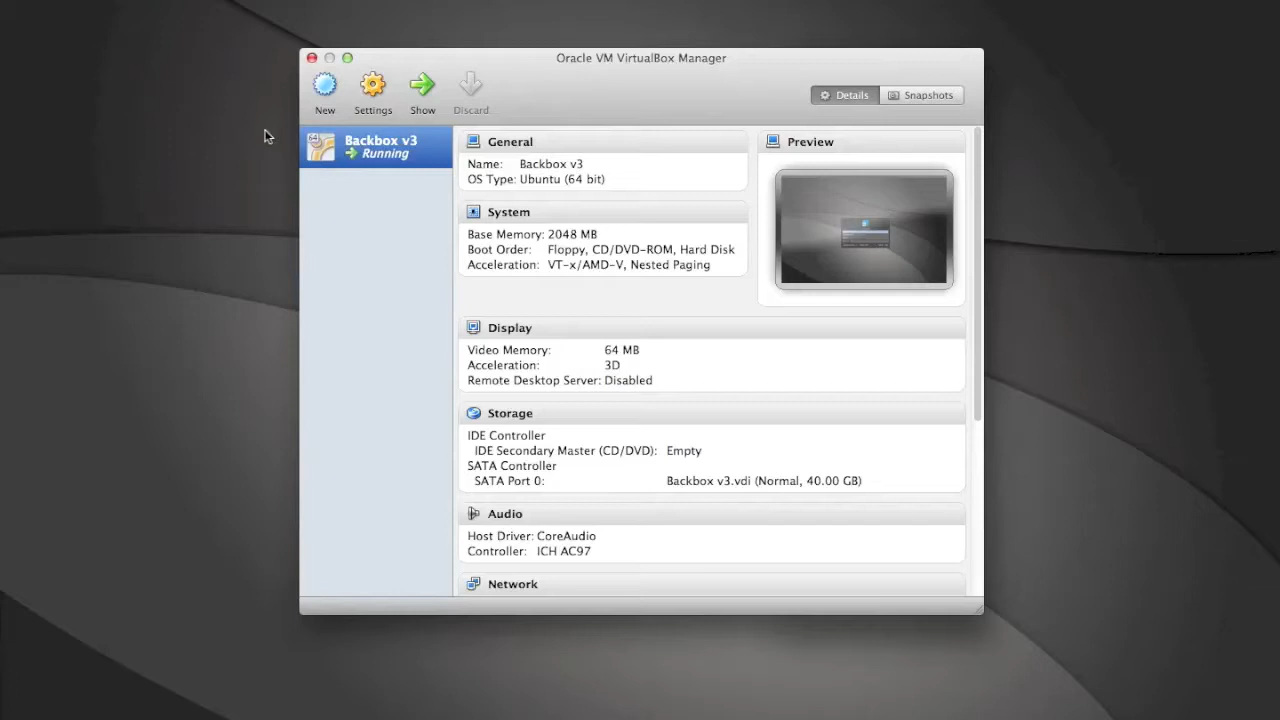 Oracle VM VirtualBox Manager
New
Settings
Show
Discard
Details
Snapshots
64
Backbox v3
Running
General
Name: Backbox v3
OS Type: Ubuntu (64 bit)
System
Base Memory: 2048 MB
Boot Order: Floppy, CD/DVD-ROM, Hard Disk
Acceleration: VT-x/AMD-V, Nested Paging
Preview
Display
Video Memory: 64 MB
Acceleration: 3D
Remote Desktop Server: Disabled
Storage
IDE Controller
IDE Secondary Master (CD/DVD): Empty
SATA Controller
SATA Port 0: Backbox v3.vdi (Normal, 40.00 GB)
Audio
Host Driver: CoreAudio
Controller: ICH AC97
Network